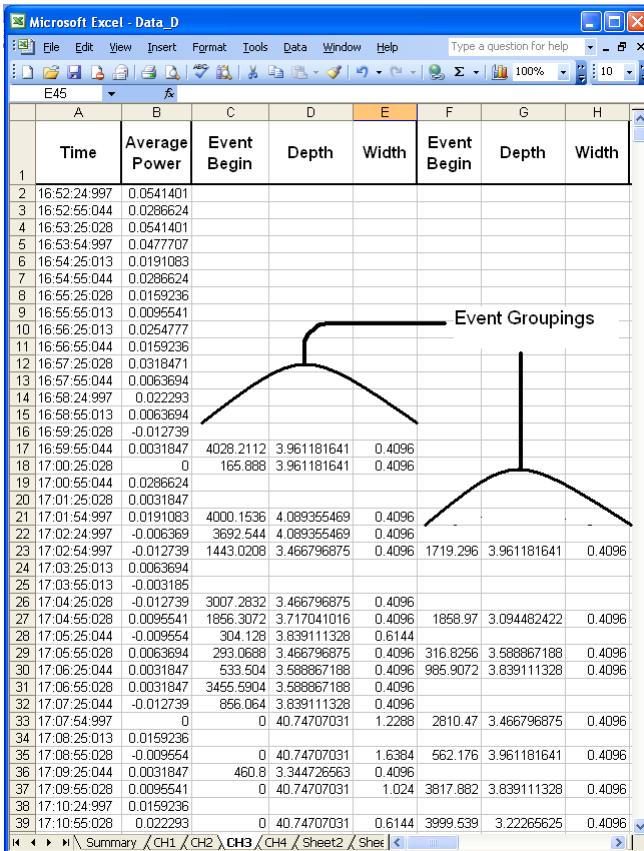 Microsoft Excel - Data_D
File Edit View Insert Format Tools Data Window Help Type a question for help
100% 10
E45 fx
A B C D E F G H
1 Time Average Power Event Begin Depth Width Event Begin Depth Width
2 16:52:24:997 0.0541401
3 16:52:55:044 0.0286624
4 16:53:25:028 0.0541401
5 16:53:54:997 0.0477707
6 16:54:25:013 0.0191083
7 16:54:55:044 0.0286624
8 16:55:25:028 0.0159236
9 16:55:55:013 0.0095541 Event Groupings
10 16:56:25:013 0.0254777
11 16:56:55:044 0.0159236
12 16:57:25:028 0.0318471
13 16:57:55:044 0.0063694
14 16:58:24:997 0.022293
15 16:58:55:013 0.0063694
16 16:59:25:028 -0.012739
17 16:59:55:044 0.0031847 4028.2112 3.961181641 0.4096
18 17:00:25:028 0 165.888 3.961181641 0.4096
19 17:00:55:044 0.0286624
20 17:01:25:028 0.0031847
21 17:01:54:997 0.0191083 4000.1536 4.089355469 0.4096
22 17:02:24:997 -0.006369 3692.544 4.089355469 0.4096
23 17:02:54:997 -0.012739 1443.0208 3.466796875 0.4096 1719.296 3.961181641 0.4096
24 17:03:25:013 0.0063694
25 17:03:55:013 -0.003185
26 17:04:25:028 -0.012739 3007.2832 3.466796875 0.4096
27 17:04:55:028 0.0095541 1856.3072 3.717041016 0.4096 1858.97 3.094482422 0.4096
28 17:05:25:044 -0.009554 304.128 3.839111328 0.6144
29 17:05:55:028 0.0063694 293.0688 3.466796875 0.4096 316.8256 3.588867188 0.4096
30 17:06:25:044 0.0031847 533.504 3.588867188 0.4096 985.9072 3.839111328 0.4096
31 17:06:55:028 0.0031847 3455.5904 3.588867188 0.4096
32 17:07:25:044 -0.012739 856.064 3.839111328 0.4096
33 17:07:54:997 0 0 40.74707031 1.2288 2810.47 3.466796875 0.4096
34 17:08:25:013 0.0159236
35 17:08:55:028 -0.009554 0 40.74707031 1.6384 562.176 3.961181641 0.4096
36 17:09:25:044 0.0031847 460.8 3.344726563 0.4096
37 17:09:55:028 0.0095541 0 40.74707031 1.024 3817.882 3.839111328 0.4096
38 17:10:24:997 0.0159236
39 17:10:55:028 0.022293 0 40.74707031 0.6144 3999.539 3.22265625 0.4096
Summary CH1 CH2 CH3 CH4 Sheet2 Shee